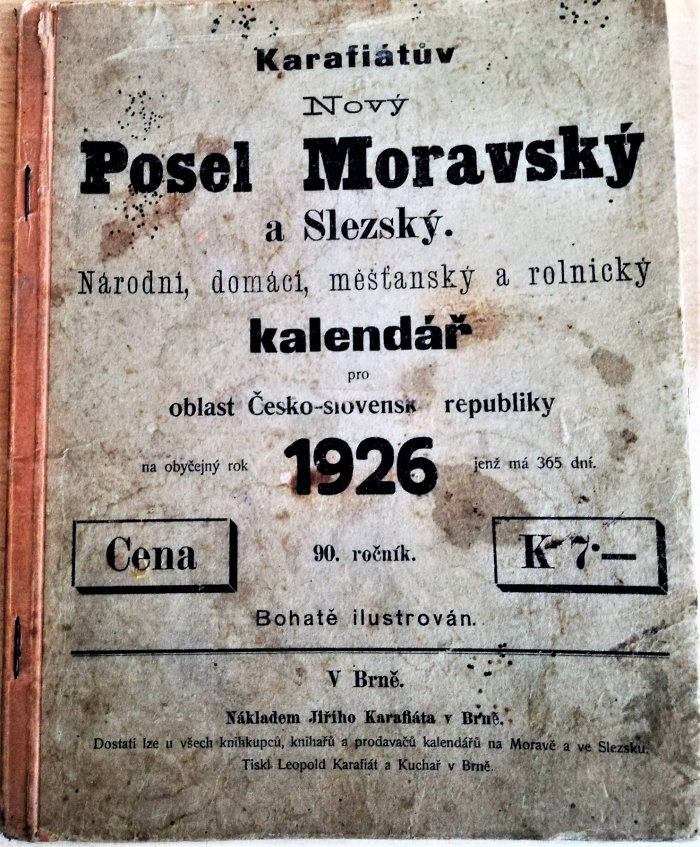 Karafiátův
Nový
Posel Moravský
a Slezský.
Národní, domácí, měšťanský a rolnický
kalendář
pro
oblast Česko-slovensk republiky
na obyčejný rok 1926 jenž má 365 dní.
Cena 90. ročník. K 7·—
Bohatě ilustrován.
V Brně.
Nákladem Jiřího Karafiáta v Brně.
Dostati lze u všech knihkupců, knihařů a prodavačů kalendářů na Moravě a ve Slezsku.
Tiskl Leopold Karafiát a Kuchař v Brně.